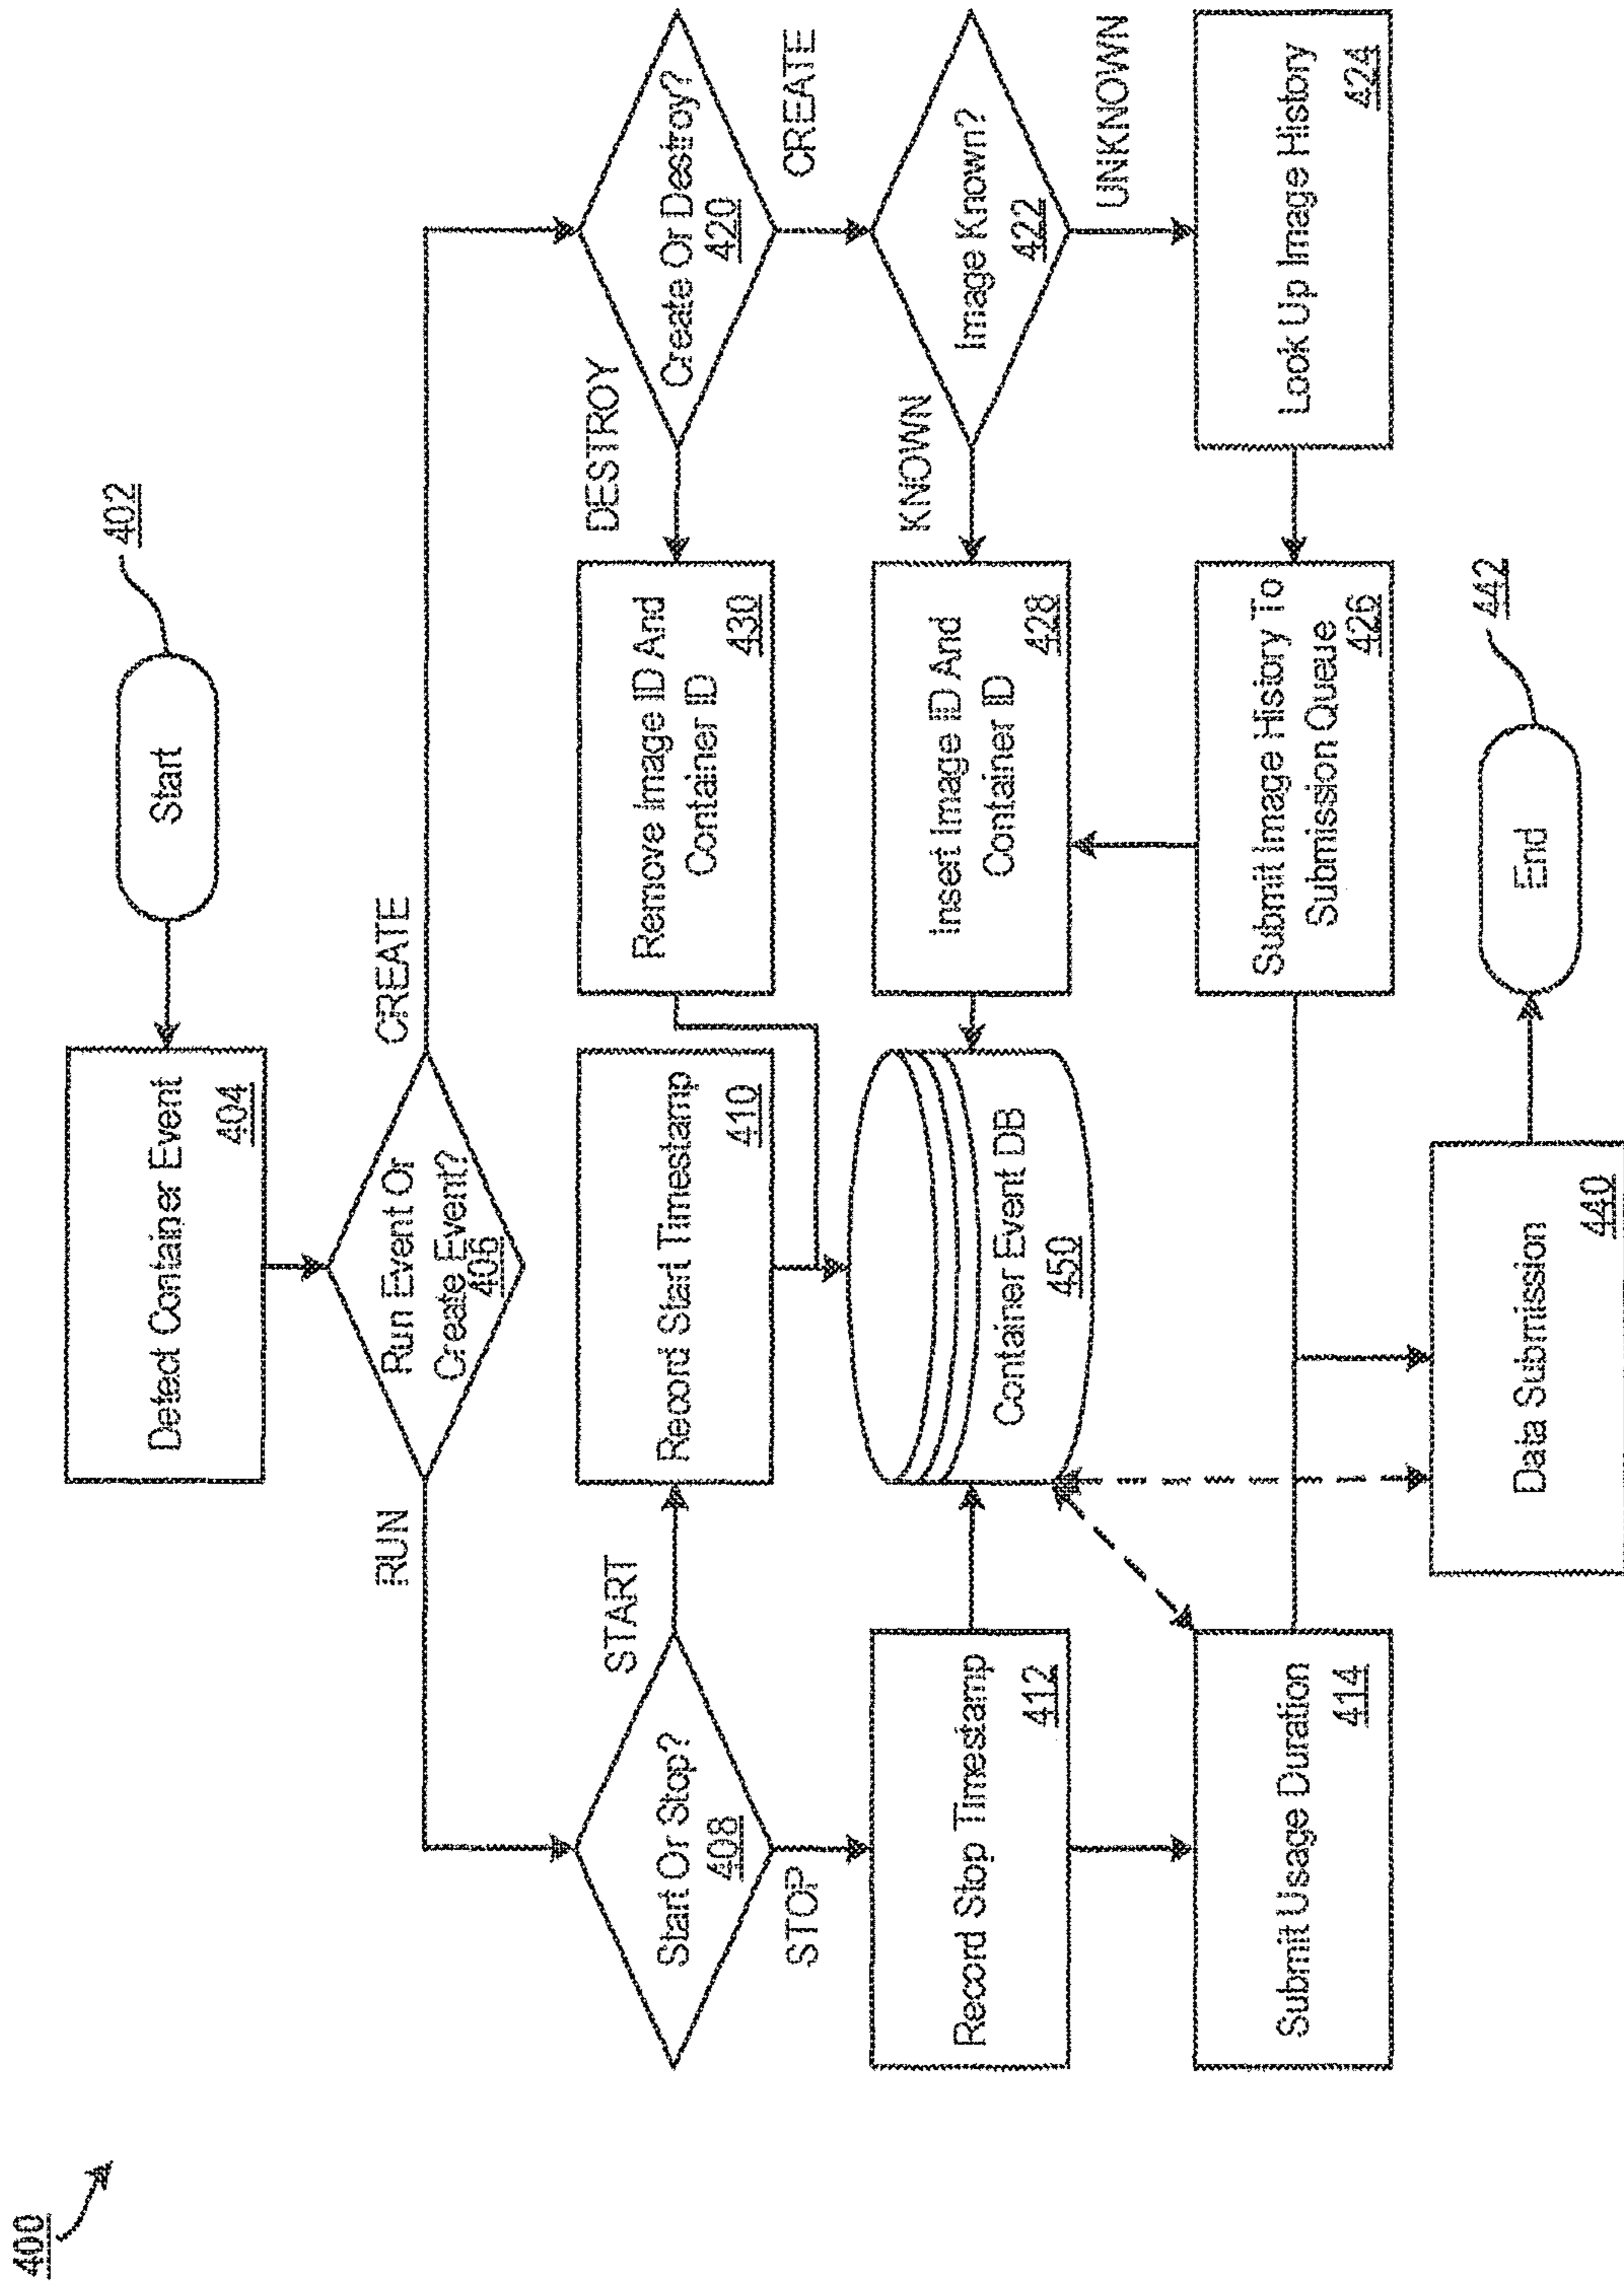 400
Start
402
Detect Container Event
404
Run Event Or
Create Event?
406
RUN
CREATE
Start Or Stop?
408
START
STOP
Record Start Timestamp
410
Remove Image ID And
Container ID
430
DESTROY
Create Or Destroy?
420
CREATE
Record Stop Timestamp
412
Container Event DB
450
Insert Image ID And
Container ID
428
KNOWN
Image Known?
422
UNKNOWN
Submit Usage Duration
414
Submit Image History To
Submission Queue
426
Look Up Image History
424
Data Submission
440
End
442